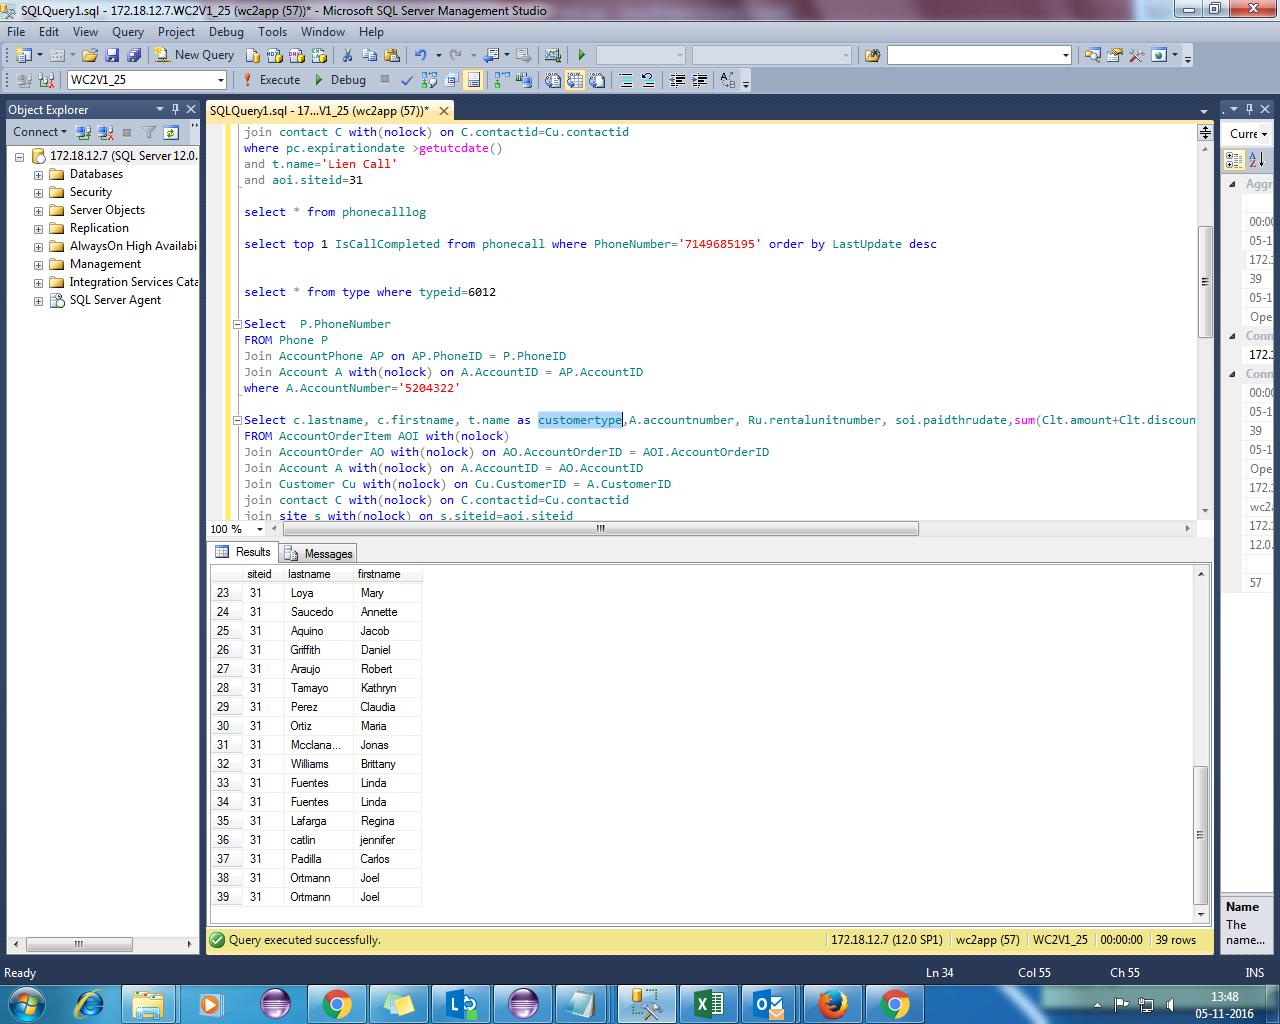 SQLQuery1.sql - 172.18.12.7.WC2V1_25 (wc2app (57))* - Microsoft SQL Server Management Studio
File Edit View Query Project Debug Tools Window Help
New Query
WC2V1_25 Execute Debug
Object Explorer
Connect
172.18.12.7 (SQL Server 12.0.
Databases
Security
Server Objects
Replication
AlwaysOn High Availabi
Management
Integration Services Cata
SQL Server Agent
SQLQuery1.sql - 17...V1_25 (wc2app (57))*
join contact C with(nolock) on C.contactid=Cu.contactid
where pc.expirationdate >getutcdate()
and t.name='Lien Call'
and aoi.siteid=31
select * from phonecalllog
select top 1 IsCallCompleted from phonecall where PhoneNumber='7149685195' order by LastUpdate desc
select * from type where typeid=6012
Select P.PhoneNumber
FROM Phone P
Join AccountPhone AP on AP.PhoneID = P.PhoneID
Join Account A with(nolock) on A.AccountID = AP.AccountID
where A.AccountNumber='5204322'
Select c.lastname, c.firstname, t.name as customertype,A.accountnumber, Ru.rentalunitnumber, soi.paidthrudate,sum(Clt.amount+Clt.discoun
FROM AccountOrderItem AOI with(nolock)
Join AccountOrder AO with(nolock) on AO.AccountOrderID = AOI.AccountOrderID
Join Account A with(nolock) on A.AccountID = AO.AccountID
Join Customer Cu with(nolock) on Cu.CustomerID = A.CustomerID
join contact C with(nolock) on C.contactid=Cu.contactid
join site s with(nolock) on s.siteid=aoi.siteid
100 %
Results Messages
siteid lastname firstname
23 31 Loya Mary
24 31 Saucedo Annette
25 31 Aquino Jacob
26 31 Griffith Daniel
27 31 Araujo Robert
28 31 Tamayo Kathryn
29 31 Perez Claudia
30 31 Ortiz Maria
31 31 Mcclana... Jonas
32 31 Williams Brittany
33 31 Fuentes Linda
34 31 Fuentes Linda
35 31 Lafarga Regina
36 31 catlin jennifer
37 31 Padilla Carlos
38 31 Ortmann Joel
39 31 Ortmann Joel
Query executed successfully. 172.18.12.7 (12.0 SP1) wc2app (57) WC2V1_25 00:00:00 39 rows
Curre
Aggr
00:00
05-1
172.1
39
05-1
Ope
Conn
172.
Conn
00:00
05-1
39
05-1
Ope
172.
wc2a
172.
12.0.
57
Name
The
name...
Ready Ln 34 Col 55 Ch 55 INS
13:48
05-11-2016